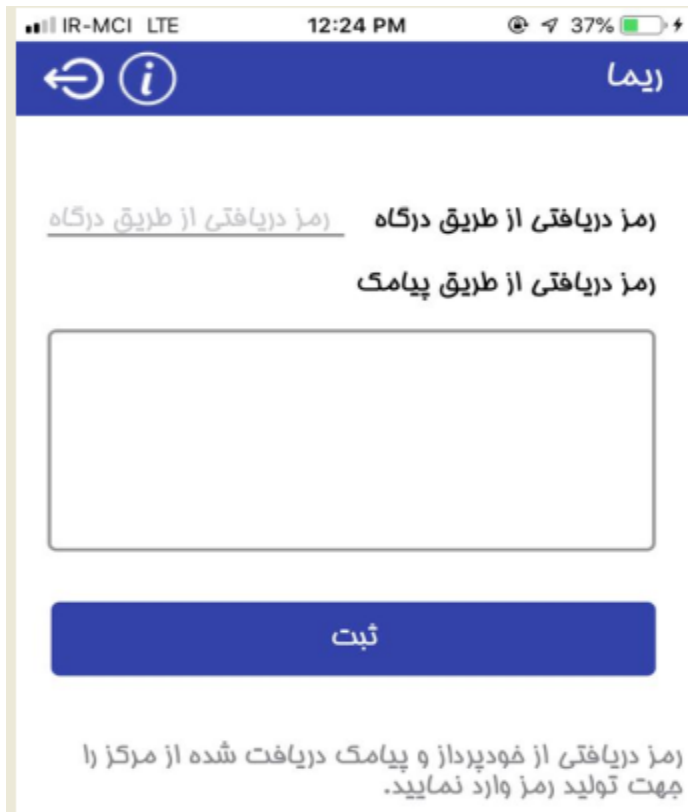 IR-MCI LTE 12:24 PM 37%
ریما
رمز دریافتی از طریق درگاه رمز دریافتی از طریق درگاه
رمز دریافتی از طریق پیامک
ثبت
رمز دریافتی از خودپرداز و پیامک دریافت شده از مرکز را
جهت تولید رمز وارد نمایید.